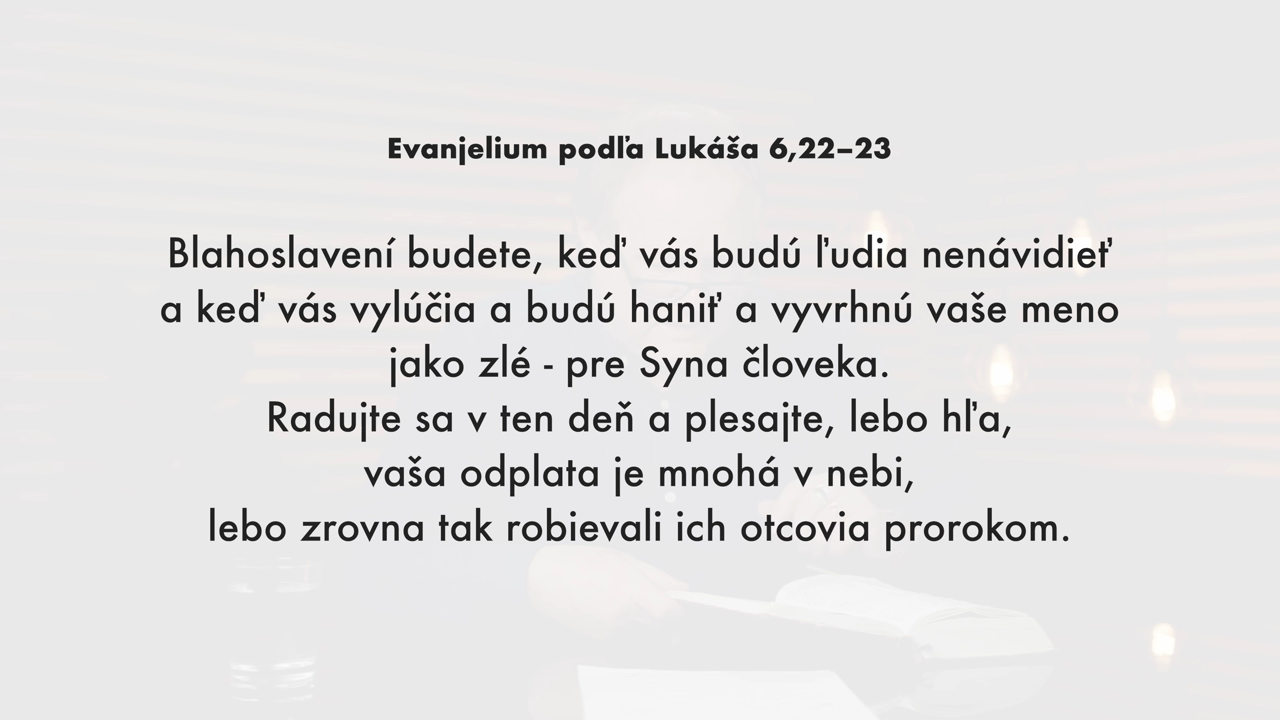 Evanjelium podľa Lukáša 6,22–23
Blahoslavení budete, keď vás budú ľudia nenávidieť
a keď vás vylúčia a budú haniť a vyvrhnú vaše meno
jako zlé - pre Syna človeka.
Radujte sa v ten deň a plesajte, lebo hľa,
vaša odplata je mnohá v nebi,
lebo zrovna tak robievali ich otcovia prorokom.